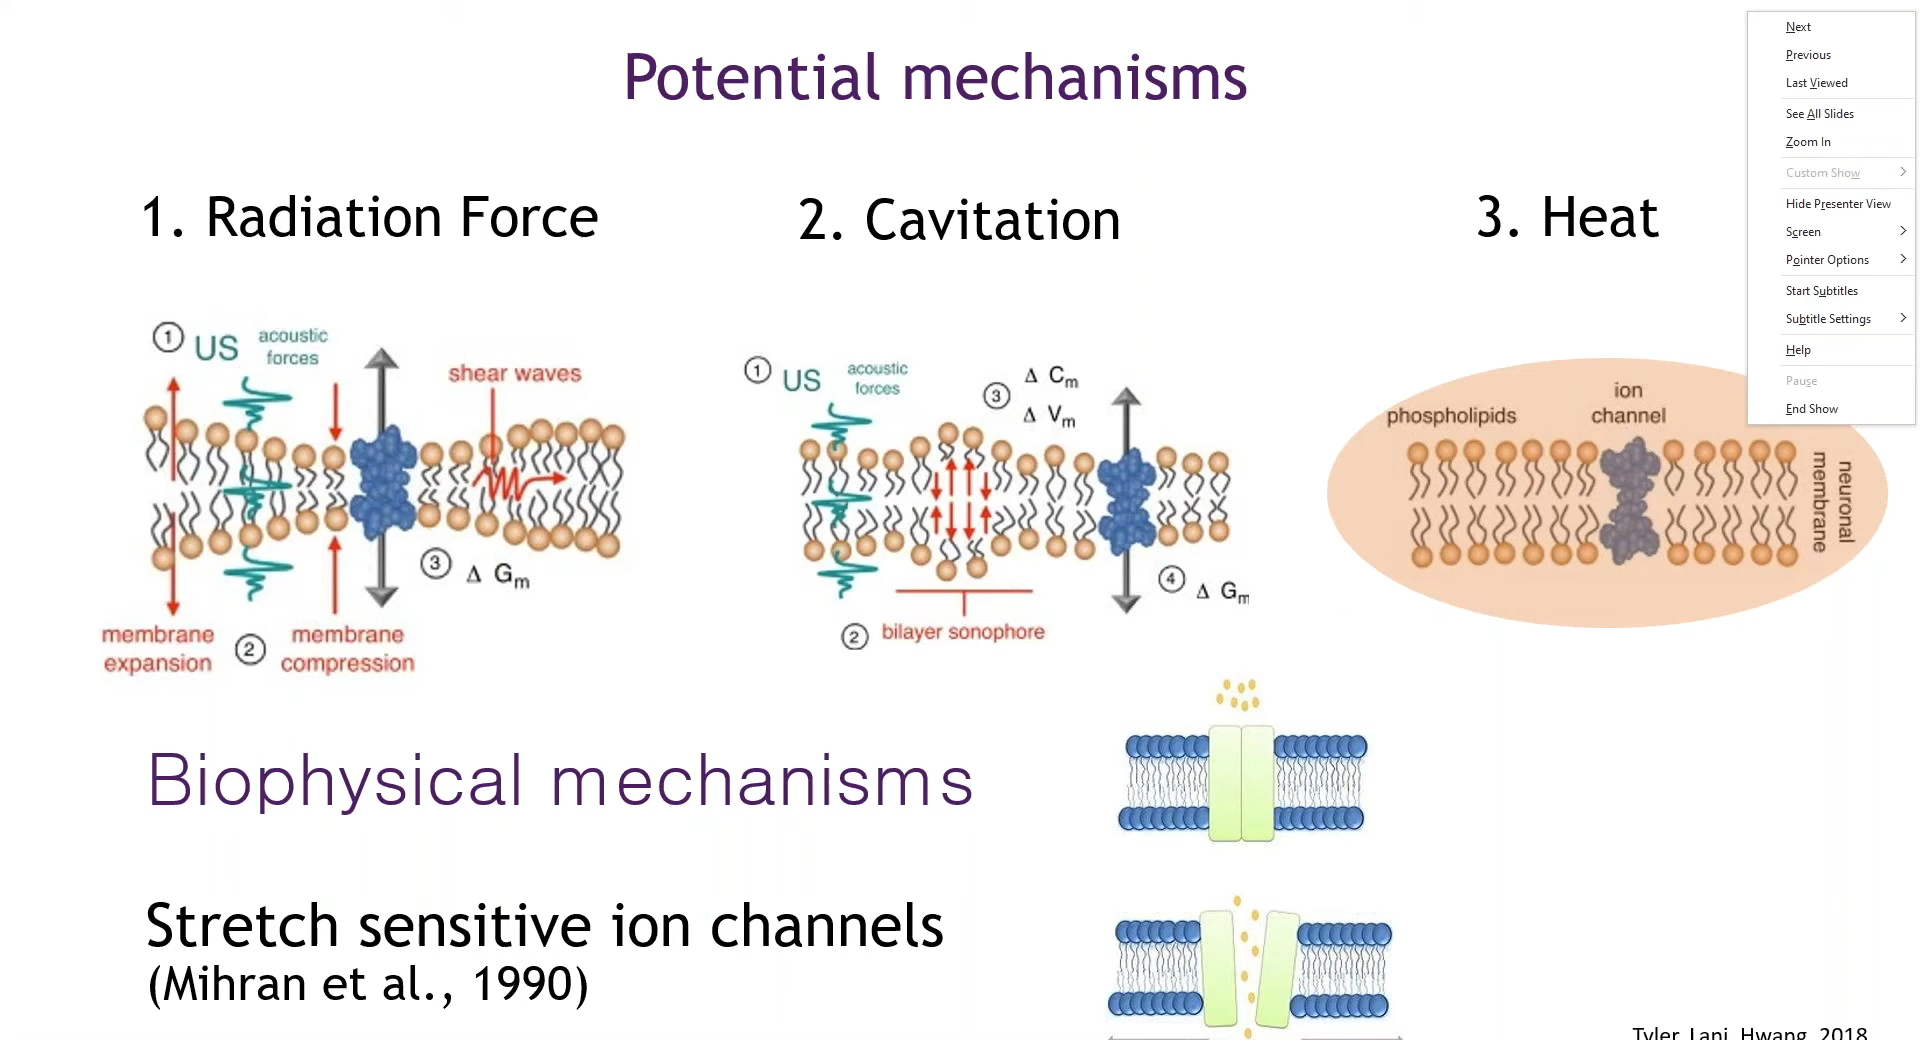 Potential mechanisms
1. Radiation Force
2. Cavitation
3. Heat
1 US acoustic
forces
shear waves
3 Δ Gm
membrane
expansion
2
membrane
compression
1 US acoustic
forces
3 Δ Cm
Δ Vm
4 Δ Gm
2 bilayer sonophore
phospholipids
ion
channel
neuronal
membrane
Biophysical mechanisms
Stretch sensitive ion channels
(Mihran et al., 1990)
Tyler, Lani, Hwang, 2018
Next
Previous
Last Viewed
See All Slides
Zoom In
Custom Show
Hide Presenter View
Screen
Pointer Options
Start Subtitles
Subtitle Settings
Help
Pause
End Show